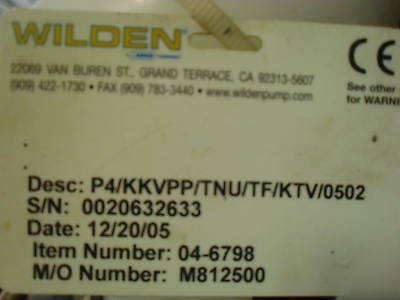 WILDEN
22069 VAN BUREN ST., GRAND TERRACE, CA 92313-5607
(909) 422-1730 • FAX (909) 783-3440 • www.wildenpump.com
CE
See other
for WARNI
Desc: P4/KKVPP/TNU/TF/KTV/0502
S/N: 0020632633
Date: 12/20/05
Item Number: 04-6798
M/O Number: M812500